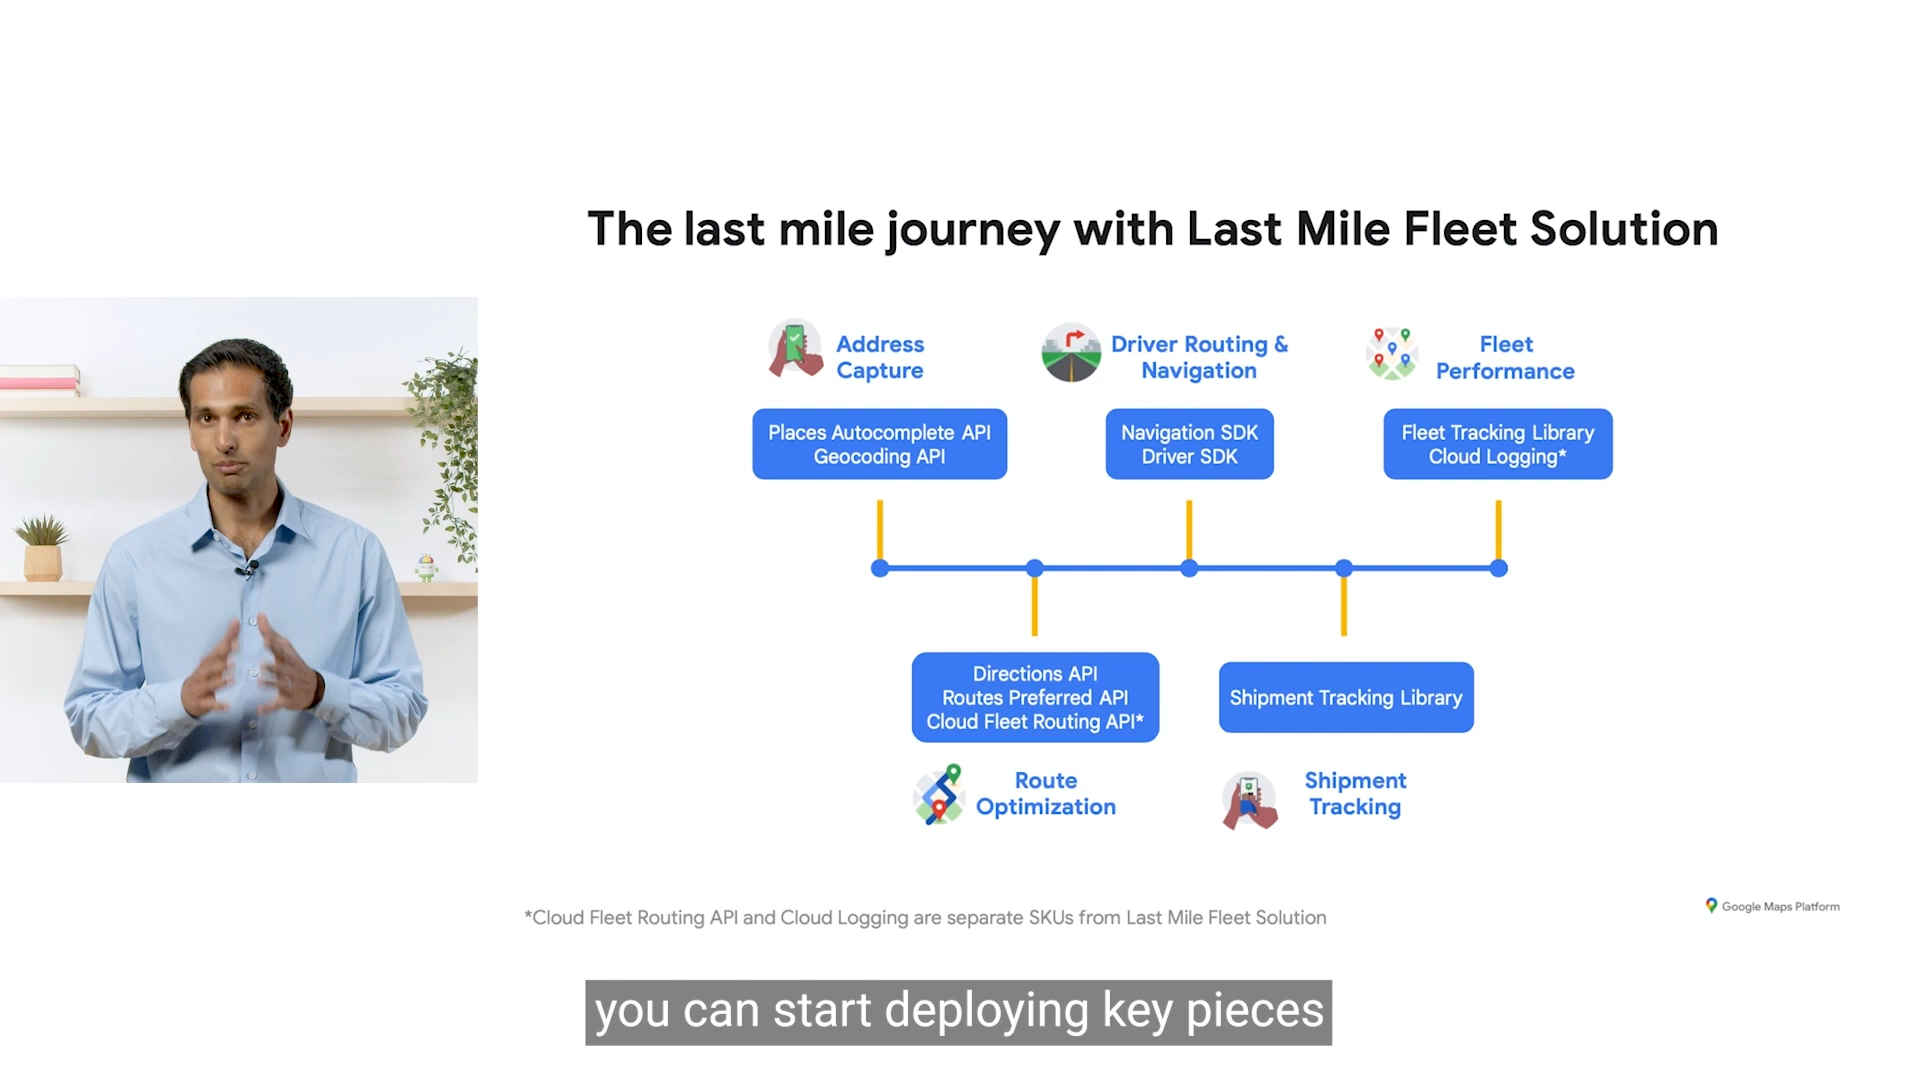 The last mile journey with Last Mile Fleet Solution
Address
Capture
Driver Routing &
Navigation
Fleet
Performance
Places Autocomplete API
Geocoding API
Navigation SDK
Driver SDK
Fleet Tracking Library
Cloud Logging*
Directions API
Routes Preferred API
Cloud Fleet Routing API*
Shipment Tracking Library
Route
Optimization
Shipment
Tracking
*Cloud Fleet Routing API and Cloud Logging are separate SKUs from Last Mile Fleet Solution
Google Maps Platform
you can start deploying key pieces